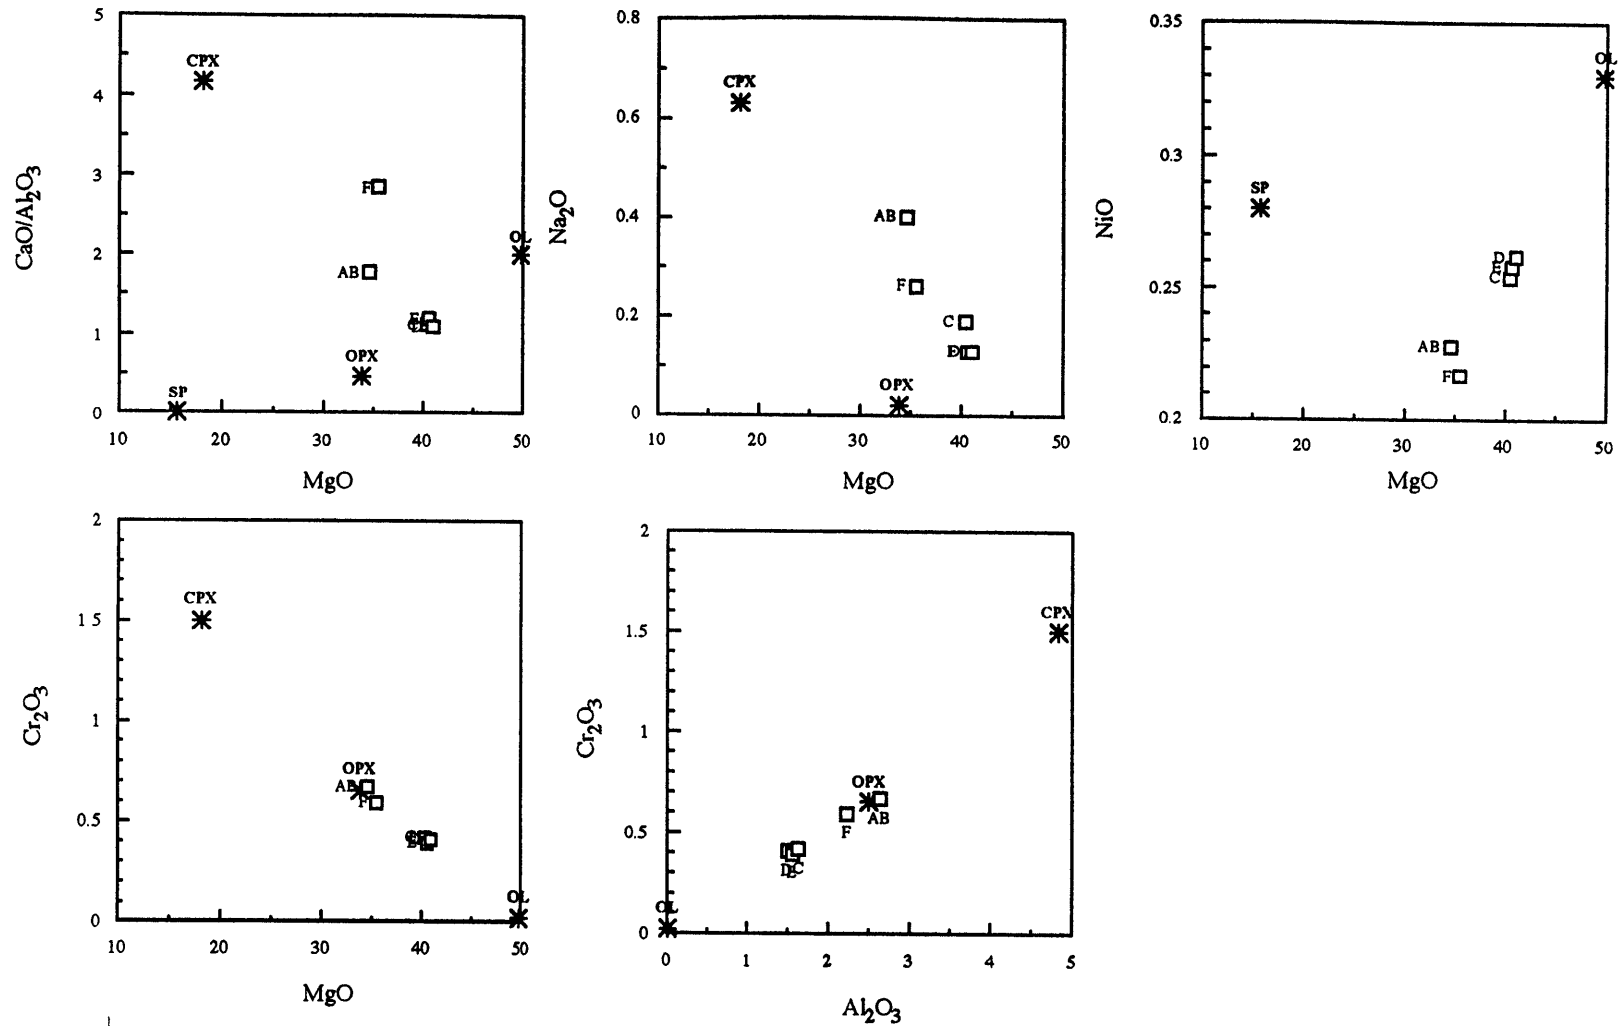 5
4
3
2
1
0
CaO/Al₂O₃
CPX
F
OL
AB
OPX
SP
10 20 30 40 50
MgO
0.8
0.6
0.4
0.2
0
Na₂O
CPX
AB
F
C
OPX
10 20 30 40 50
MgO
0.35
0.3
0.25
0.2
NiO
OL
SP
D
E
C
AB
F
10 20 30 40 50
MgO
2
1 5
1
0.5
0
Cr₂O₃
CPX
OPX
F
OL
10 20 30 40 50
MgO
2
1.5
1
0.5
0
Cr₂O₃
CPX
OPX
AB
F
D
C
OL
0 1 2 3 4 5
Al₂O₃